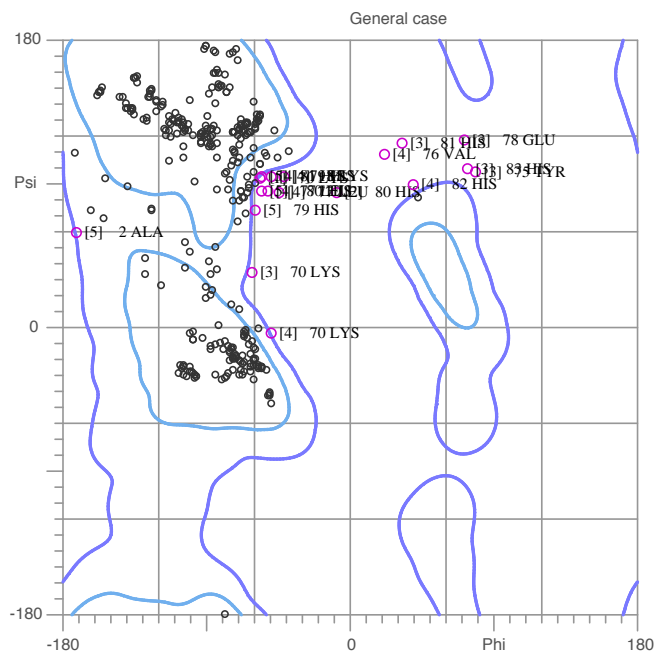 General case
180
[3] 81 HIS
[3] 78 GLU
[4] 76 VAL
[3] 83 HIS
75 TYR
Psi
[4] 82 HIS
80 HIS
[5] 79 HIS
[5] 2 ALA
[3] 70 LYS
0
[4] 70 LYS
-180
-180
0
Phi
180